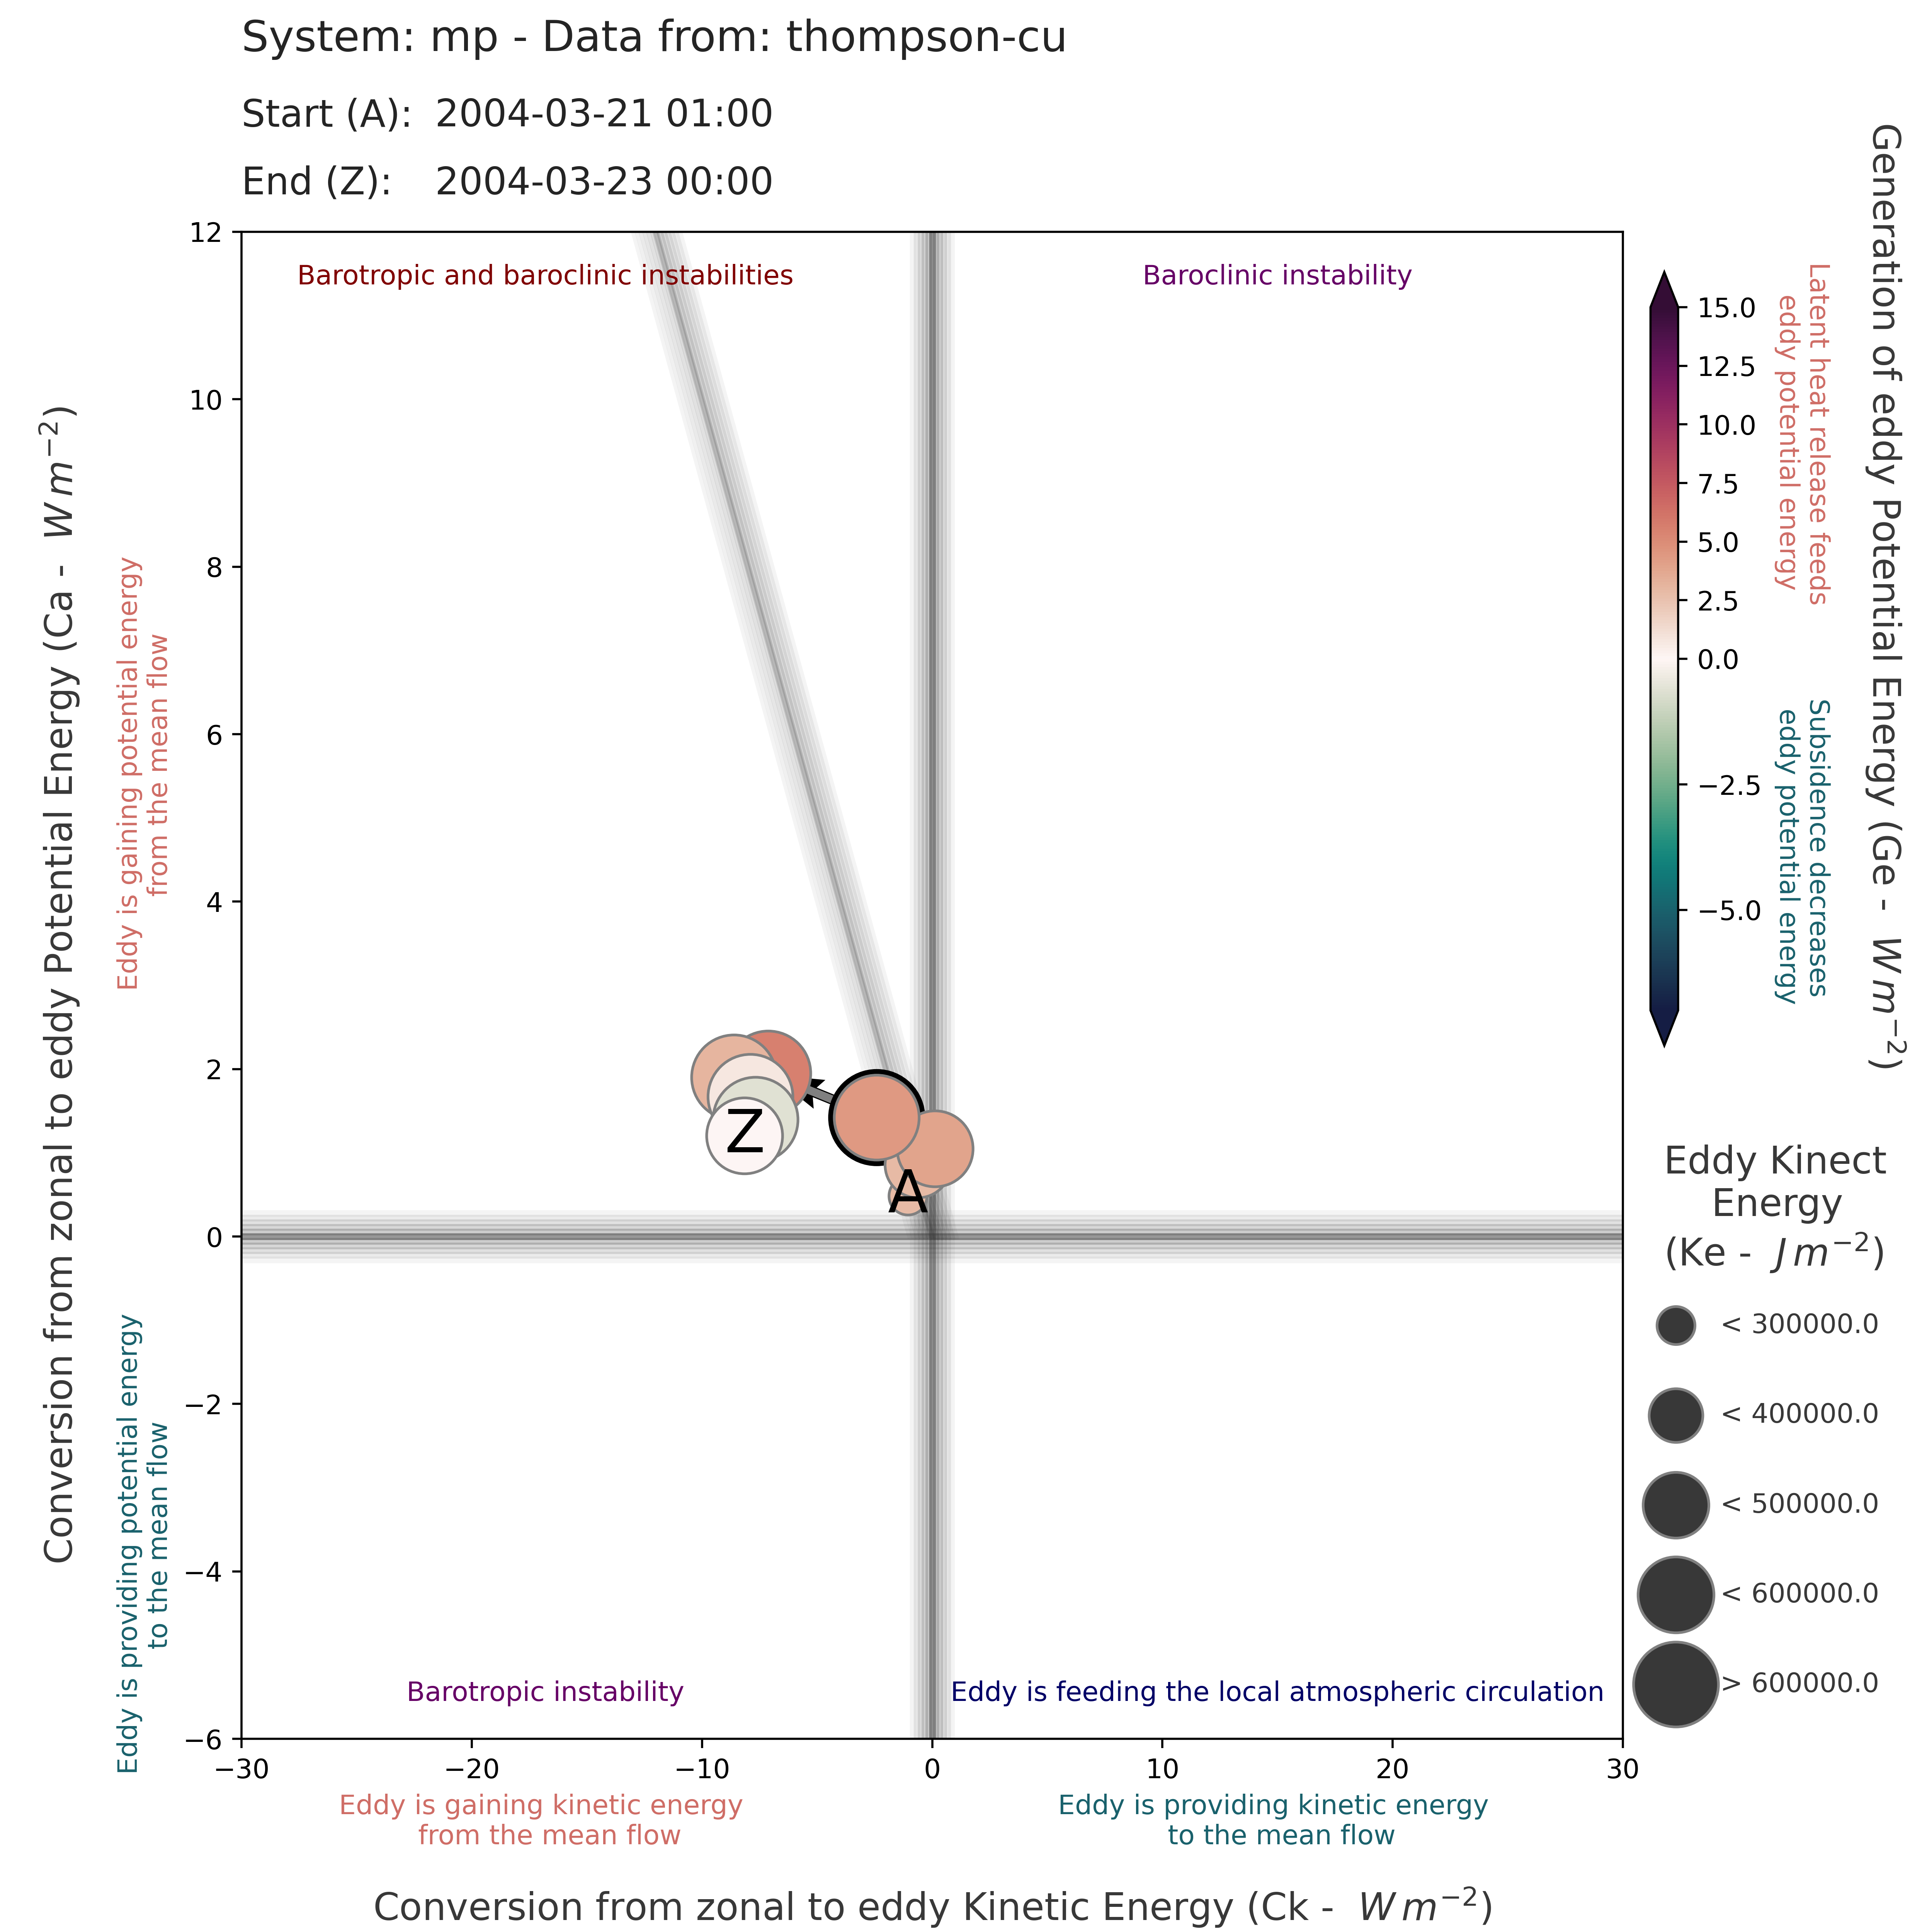 System: mp - Data from: thompson-cu
Start (A): 2004-03-21 01:00
End (Z): 2004-03-23 00:00
Conversion from zonal to eddy Potential Energy (Ca - W m⁻²)
Eddy is gaining potential energy
from the mean flow
Eddy is providing potential energy
to the mean flow
12
10
8
6
4
2
0
−2
−4
−6
Barotropic and baroclinic instabilities
Baroclinic instability
Z
A
Barotropic instability
Eddy is feeding the local atmospheric circulation
−30
−20
−10
0
10
20
30
Eddy is gaining kinetic energy
from the mean flow
Eddy is providing kinetic energy
to the mean flow
Conversion from zonal to eddy Kinetic Energy (Ck - W m⁻²)
15.0
12.5
10.0
7.5
5.0
2.5
0.0
−2.5
−5.0
Latent heat release feeds
eddy potential energy
Subsidence decreases
eddy potential energy
Generation of eddy Potential Energy (Ge - W m⁻²)
Eddy Kinect
Energy
(Ke - J m⁻²)
< 300000.0
< 400000.0
< 500000.0
< 600000.0
> 600000.0